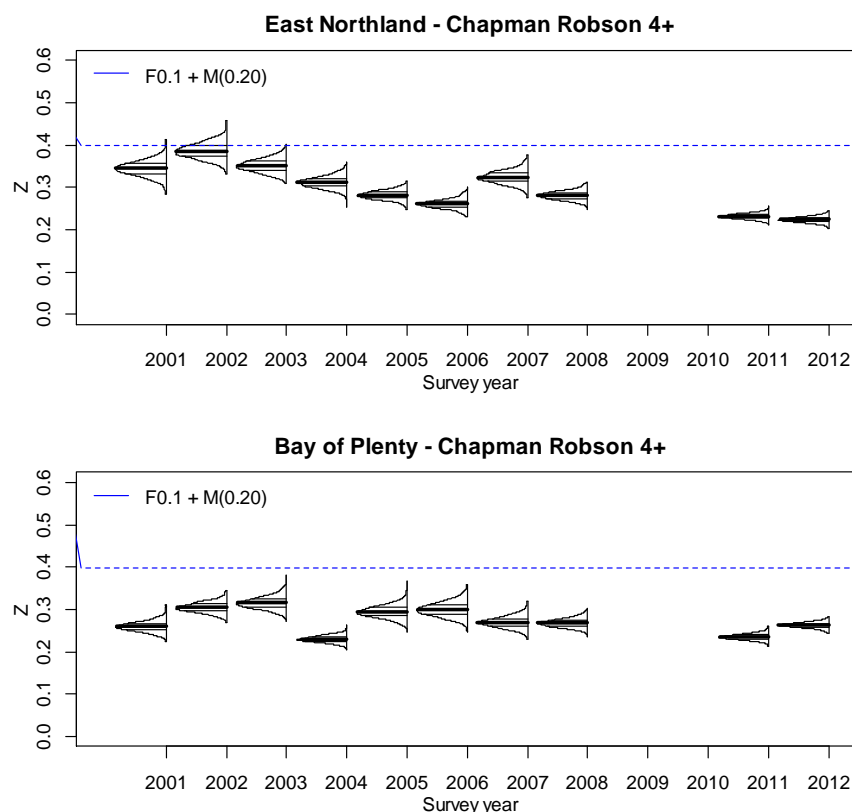 East Northland - Chapman Robson 4+
F0.1 + M(0.20)
0.6
0.5
0.4
0.3
0.2
0.1
0.0
Z
2001 2002 2003 2004 2005 2006 2007 2008 2009 2010 2011 2012
Survey year
Bay of Plenty - Chapman Robson 4+
F0.1 + M(0.20)
0.6
0.5
0.4
0.3
0.2
0.1
0.0
Z
2001 2002 2003 2004 2005 2006 2007 2008 2009 2010 2011 2012
Survey year